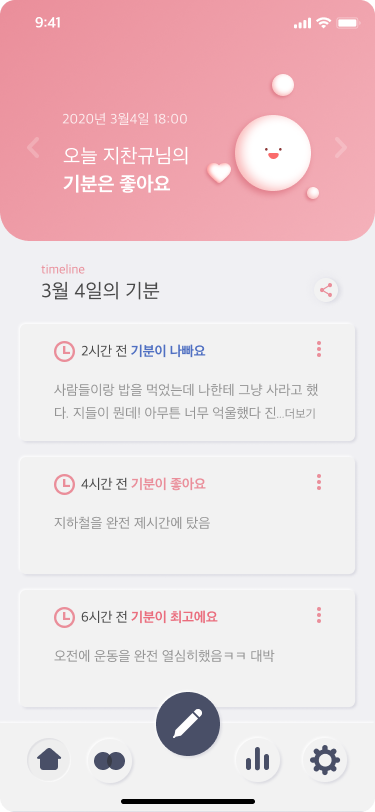 9:41
2020년 3월4일 18:00
오늘 지찬규님의
기분은 좋아요
timeline
3월 4일의 기분
2시간 전 기분이 나빠요
사람들이랑 밥을 먹었는데 나한테 그냥 사라고 했
다. 지들이 뭔데! 아무튼 너무 억울했다 진...더보기
4시간 전 기분이 좋아요
지하철을 완전 제시간에 탔음
6시간 전 기분이 최고에요
오전에 운동을 완전 열심히했음ㅋㅋ 대박